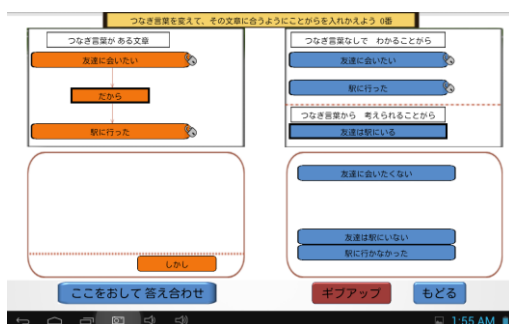 つなぎ言葉を変えて、その文章に合うようにことがらを入れかえよう 0番
つなぎ言葉が ある文章
友達に会いたい
だから
駅に行った
つなぎ言葉なしで わかることがら
友達に会いたい
駅に行った
つなぎ言葉から 考えられることがら
友達は駅にいる
しかし
友達に会いたくない
友達は駅にいない
駅に行かなかった
ここをおして 答え合わせ
ギブアップ
もどる
1:55 AM